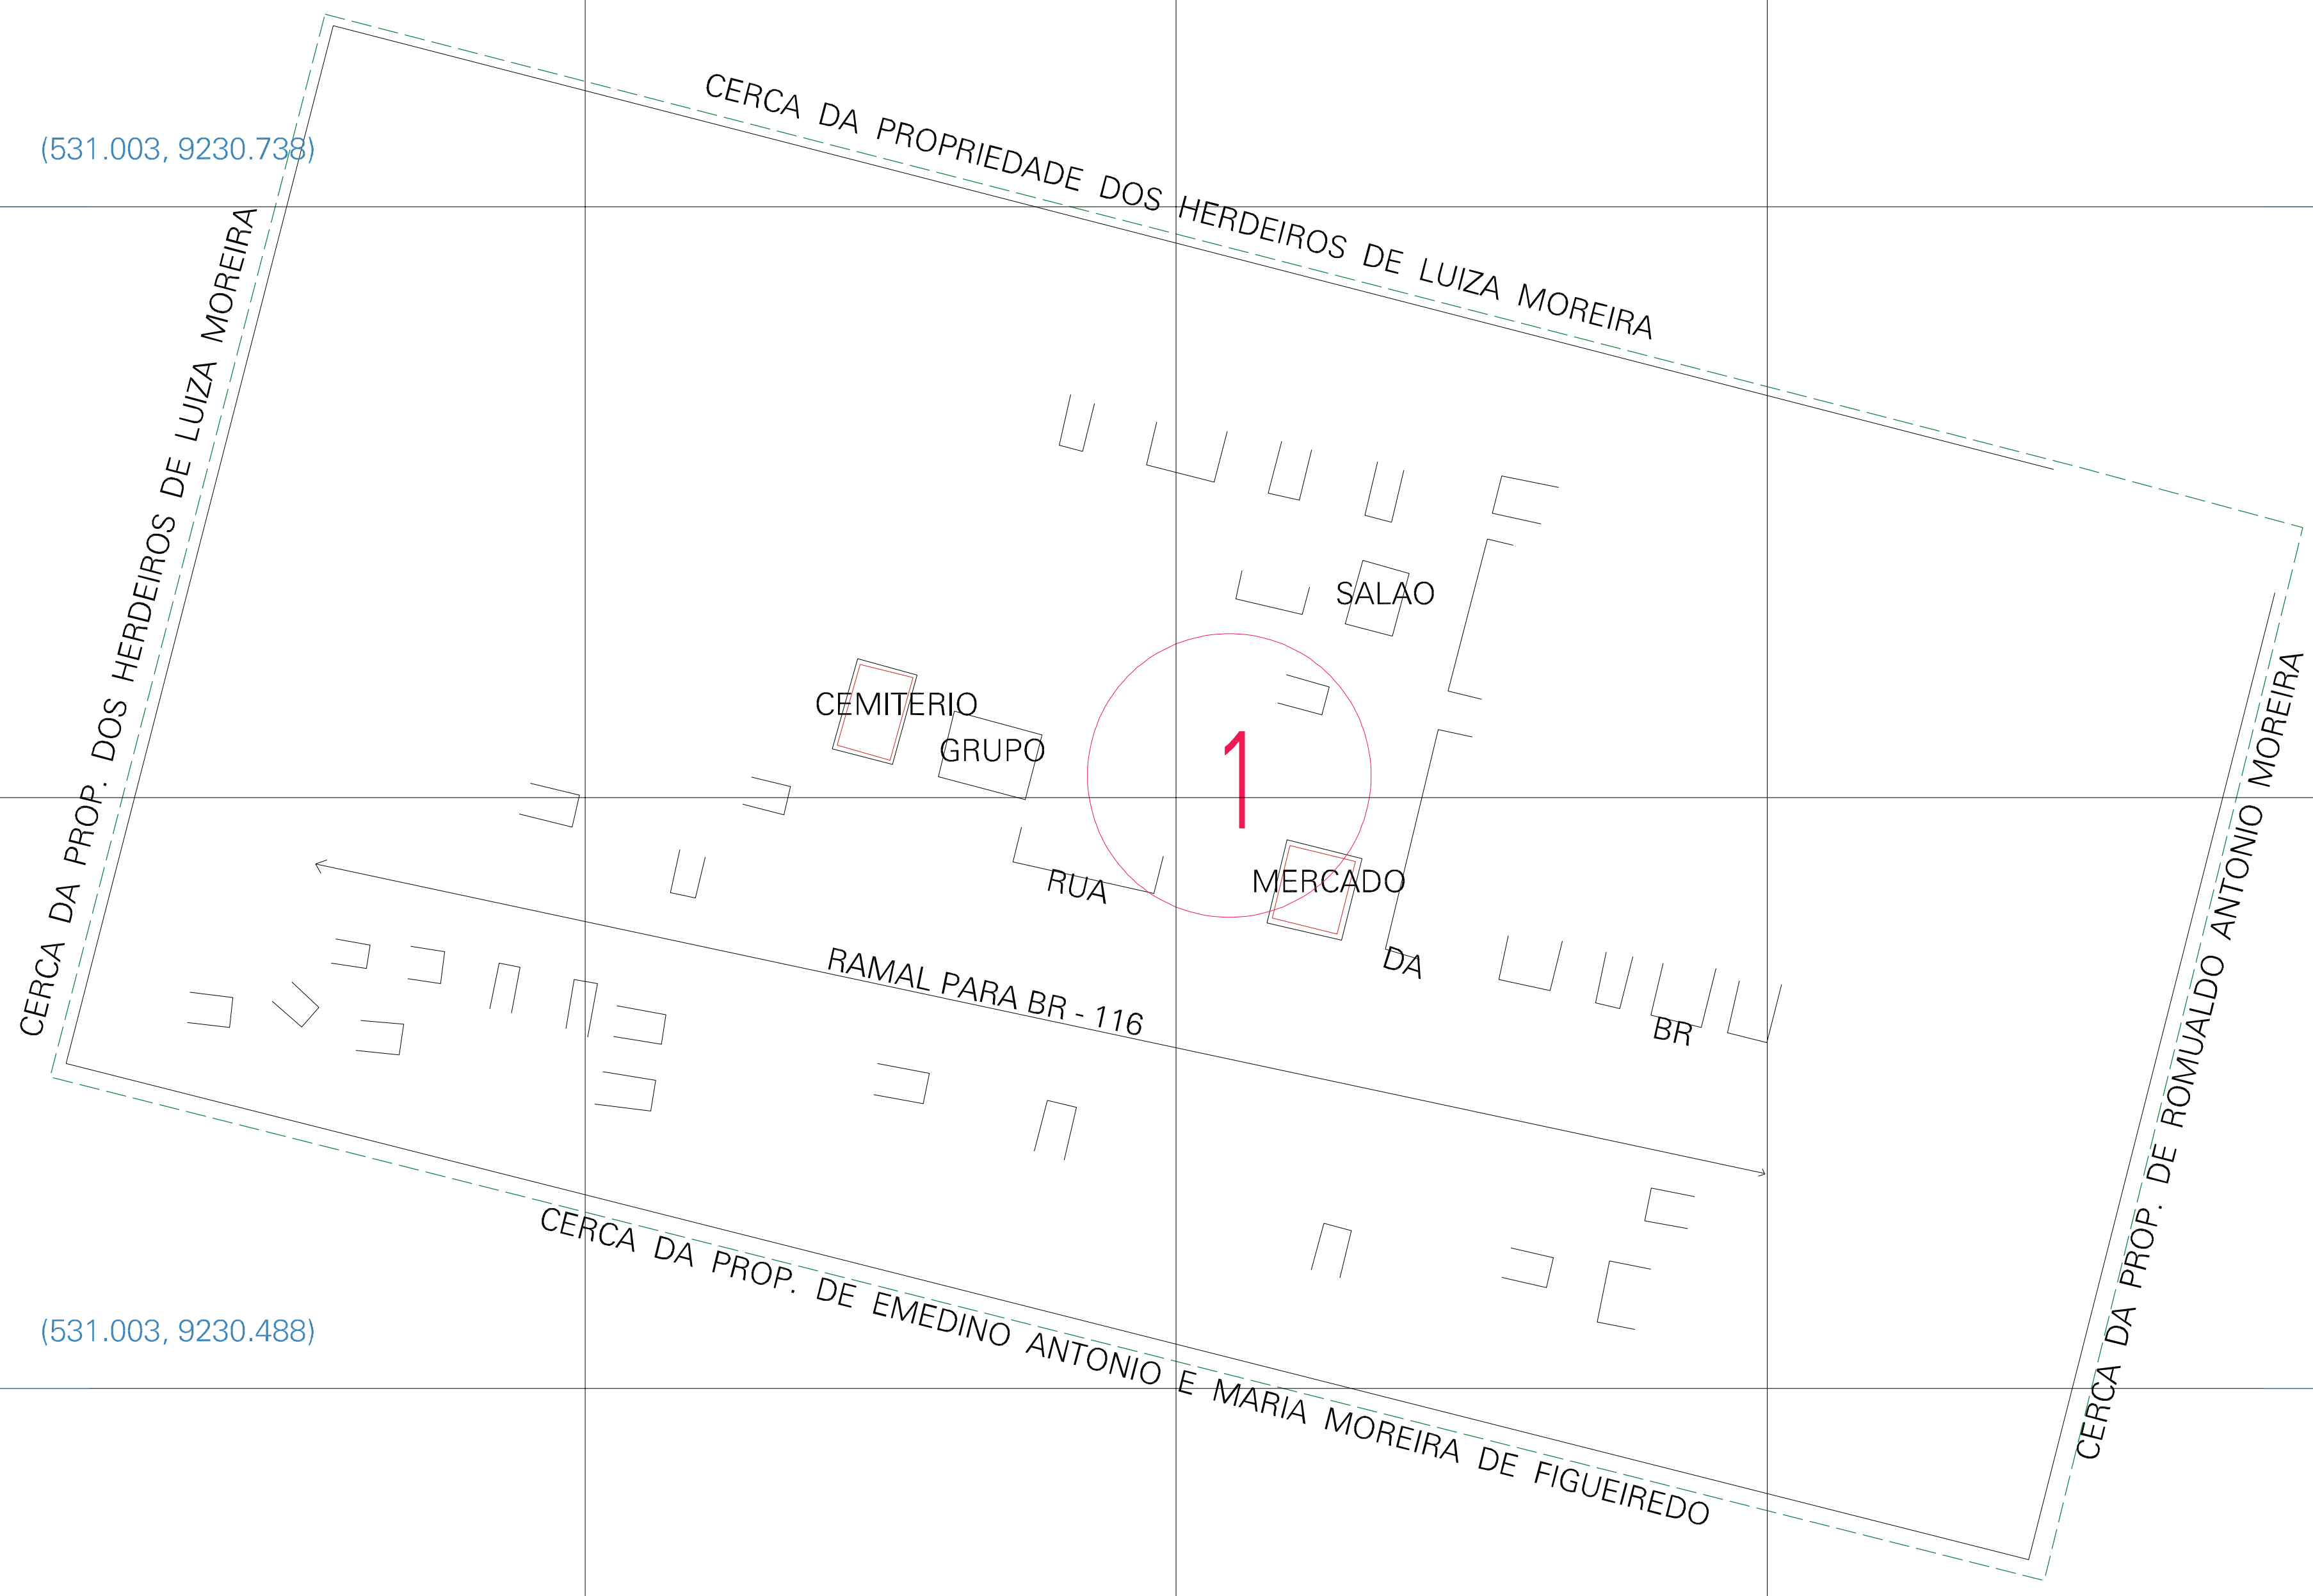 CERCA DA PROPRIEDADE DOS HERDEIROS DE LUIZA MOREIRA
(531.003, 9230.738)
CERCA DA PROP. DOS HERDEIROS DE LUIZA MOREIRA
SALAO
CEMITERIO
GRUPO
1
MERCADO
RUA
DA
BR
RAMAL PARA BR - 116
CERCA DA PROP. DE ROMUALDO ANTONIO MOREIRA
CERCA DA PROP. DE EMEDINO ANTONIO E MARIA MOREIRA DE FIGUEIREDO
(531.003, 9230.488)